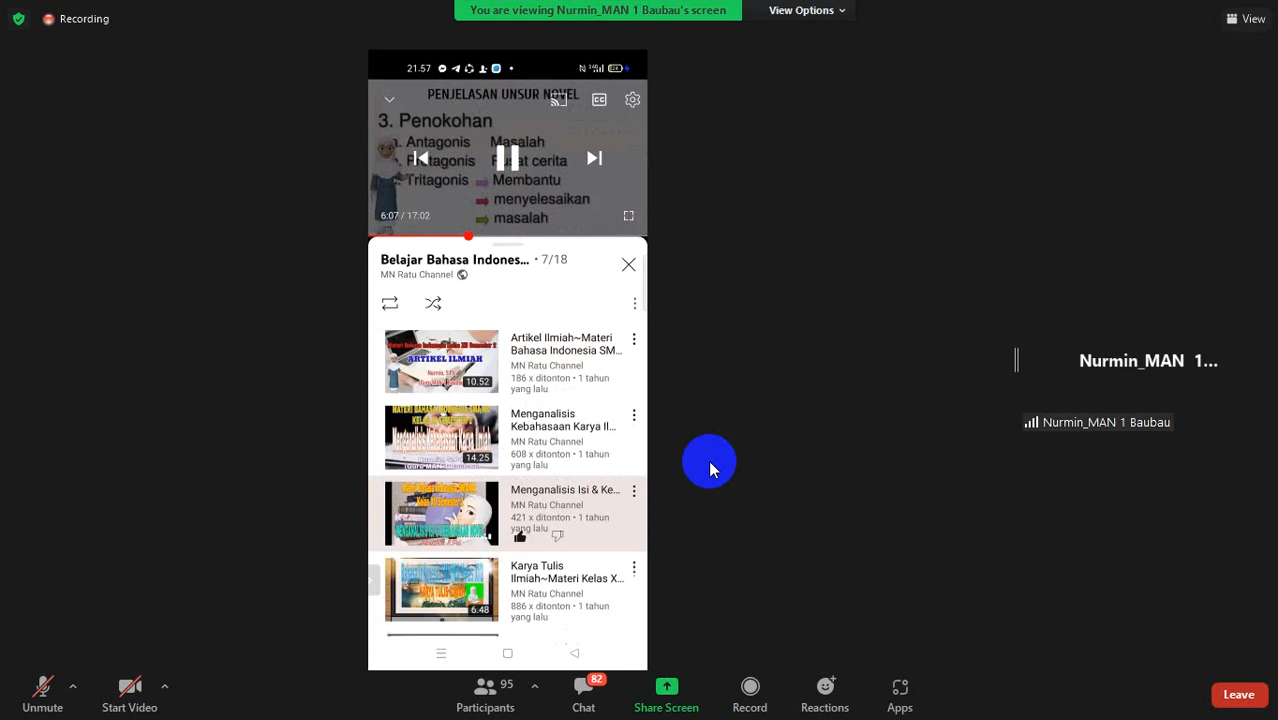 You are viewing Nurmin_MAN 1 Baubau's screen
View Options
Recording
View
21.57
PENJELASAN UNSUR NOVEL
3. Penokohan
Antagonis Masalah
Protagonis Pusat cerita
Tritagonis Membantu
menyelesaikan
masalah
6:07 / 17:02
Belajar Bahasa Indones... • 7/18
MN Ratu Channel
ARTIKEL ILMIAH
10.52
Artikel Ilmiah~Materi
Bahasa Indonesia SM...
MN Ratu Channel
186 x ditonton • 1 tahun
yang lalu
14.25
Menganalisis
Kebahasaan Karya Il...
MN Ratu Channel
608 x ditonton • 1 tahun
yang lalu
Menganalisis Isi & Ke...
MN Ratu Channel
421 x ditonton • 1 tahun
yang lalu
KARYA TULIS
6.48
Karya Tulis
Ilmiah~Materi Kelas X...
MN Ratu Channel
886 x ditonton • 1 tahun
yang lalu
Nurmin_MAN 1...
Nurmin_MAN 1 Baubau
Unmute
Start Video
95
Participants
82
Chat
Share Screen
Record
Reactions
Apps
Leave